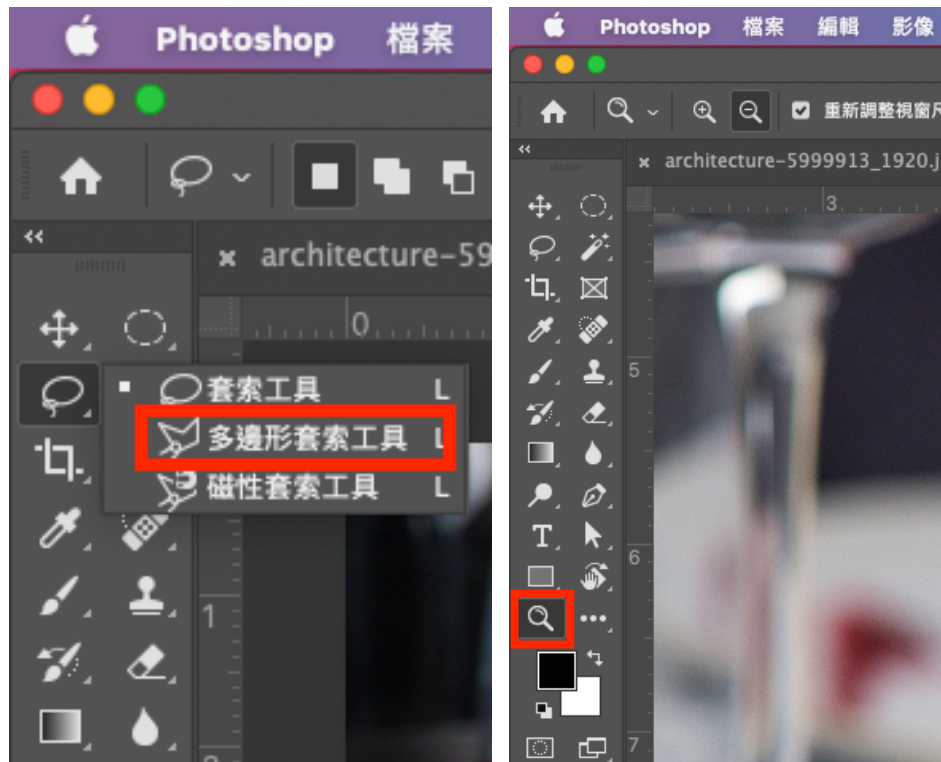 Photoshop 檔案
architecture-59
0
套索工具 L
多邊形套索工具 L
磁性套索工具 L
1
Photoshop 檔案 編輯 影像
重新調整視窗
architecture-5999913_1920.j
3
5
6
7